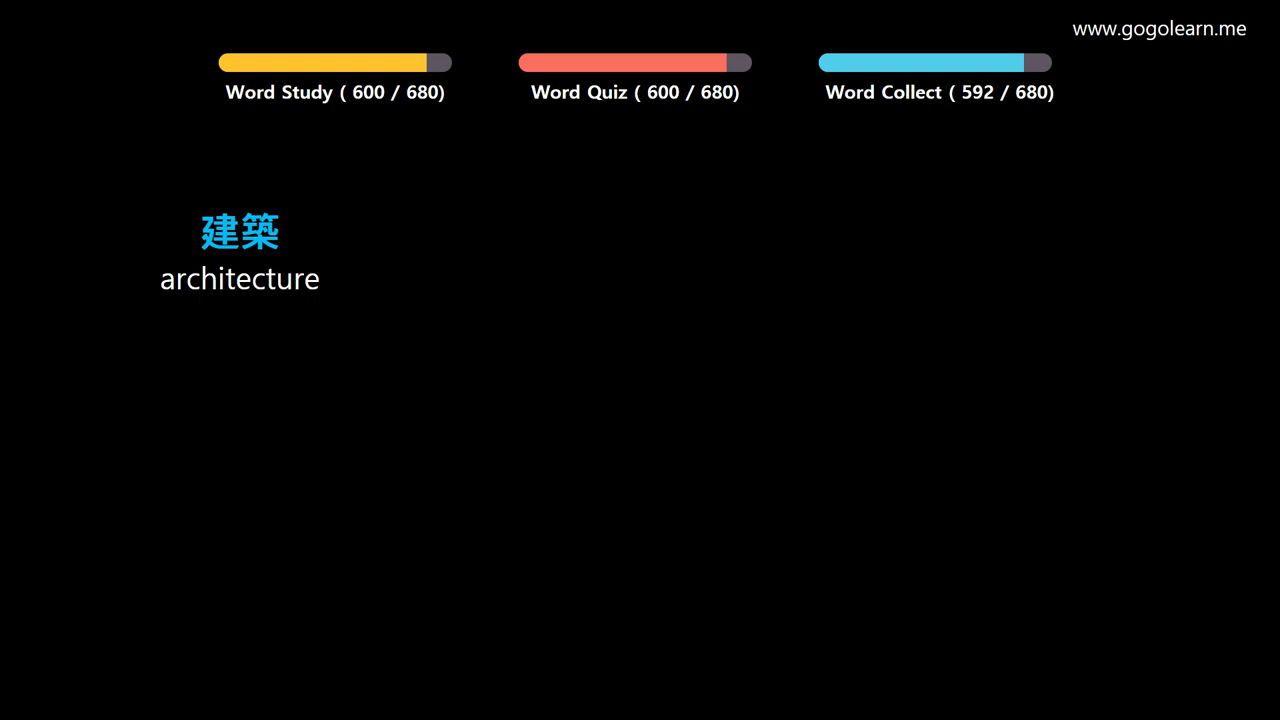 www.gogolearn.me
Word Study ( 600 / 680)
Word Quiz ( 600 / 680)
Word Collect ( 592 / 680)
建築
architecture